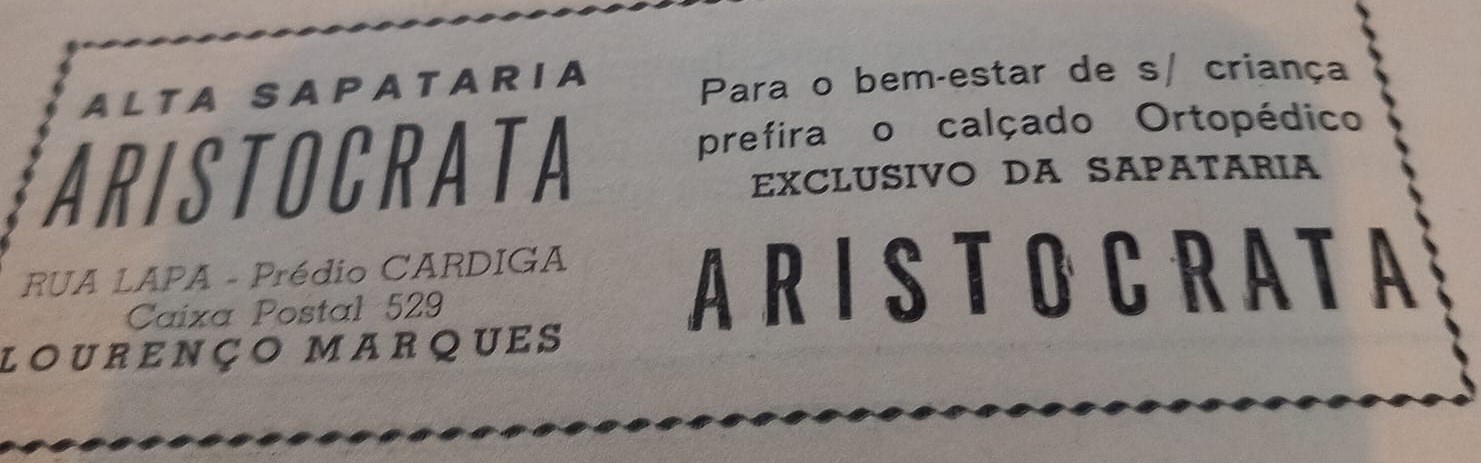 ALTA SAPATARIA
ARISTOCRATA
RUA LAPA - Prédio CARDIGA
Caixa Postal 529
LOURENÇO MARQUES
Para o bem-estar de s/ criança
prefira o calçado Ortopédico
EXCLUSIVO DA SAPATARIA
ARISTOCRATA